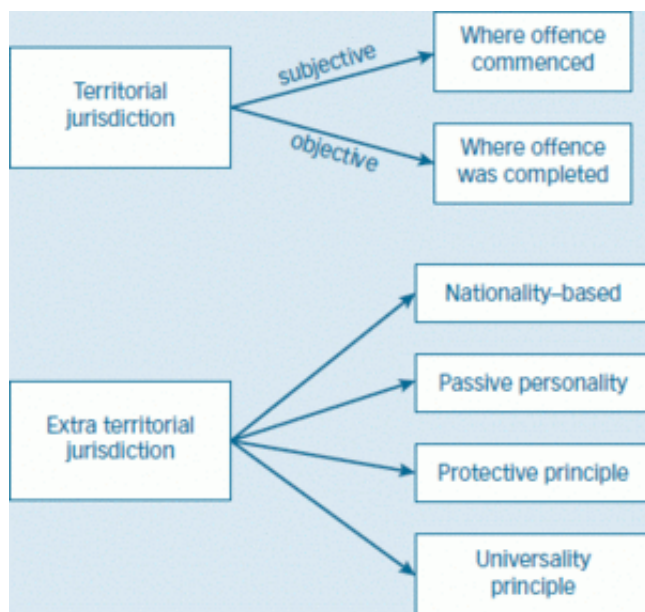 Territorial
jurisdiction
subjective
objective
Where offence
commenced
Where offence
was completed
Extra territorial
jurisdiction
Nationality–based
Passive personality
Protective principle
Universality
principle